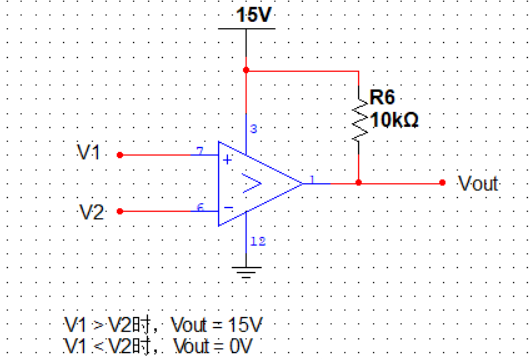 15V
R6
10kΩ
3
V1
7
+
>
1
Vout
V2
6
−
12
V1 > V2时，Vout = 15V
V1 < V2时，Vout = 0V